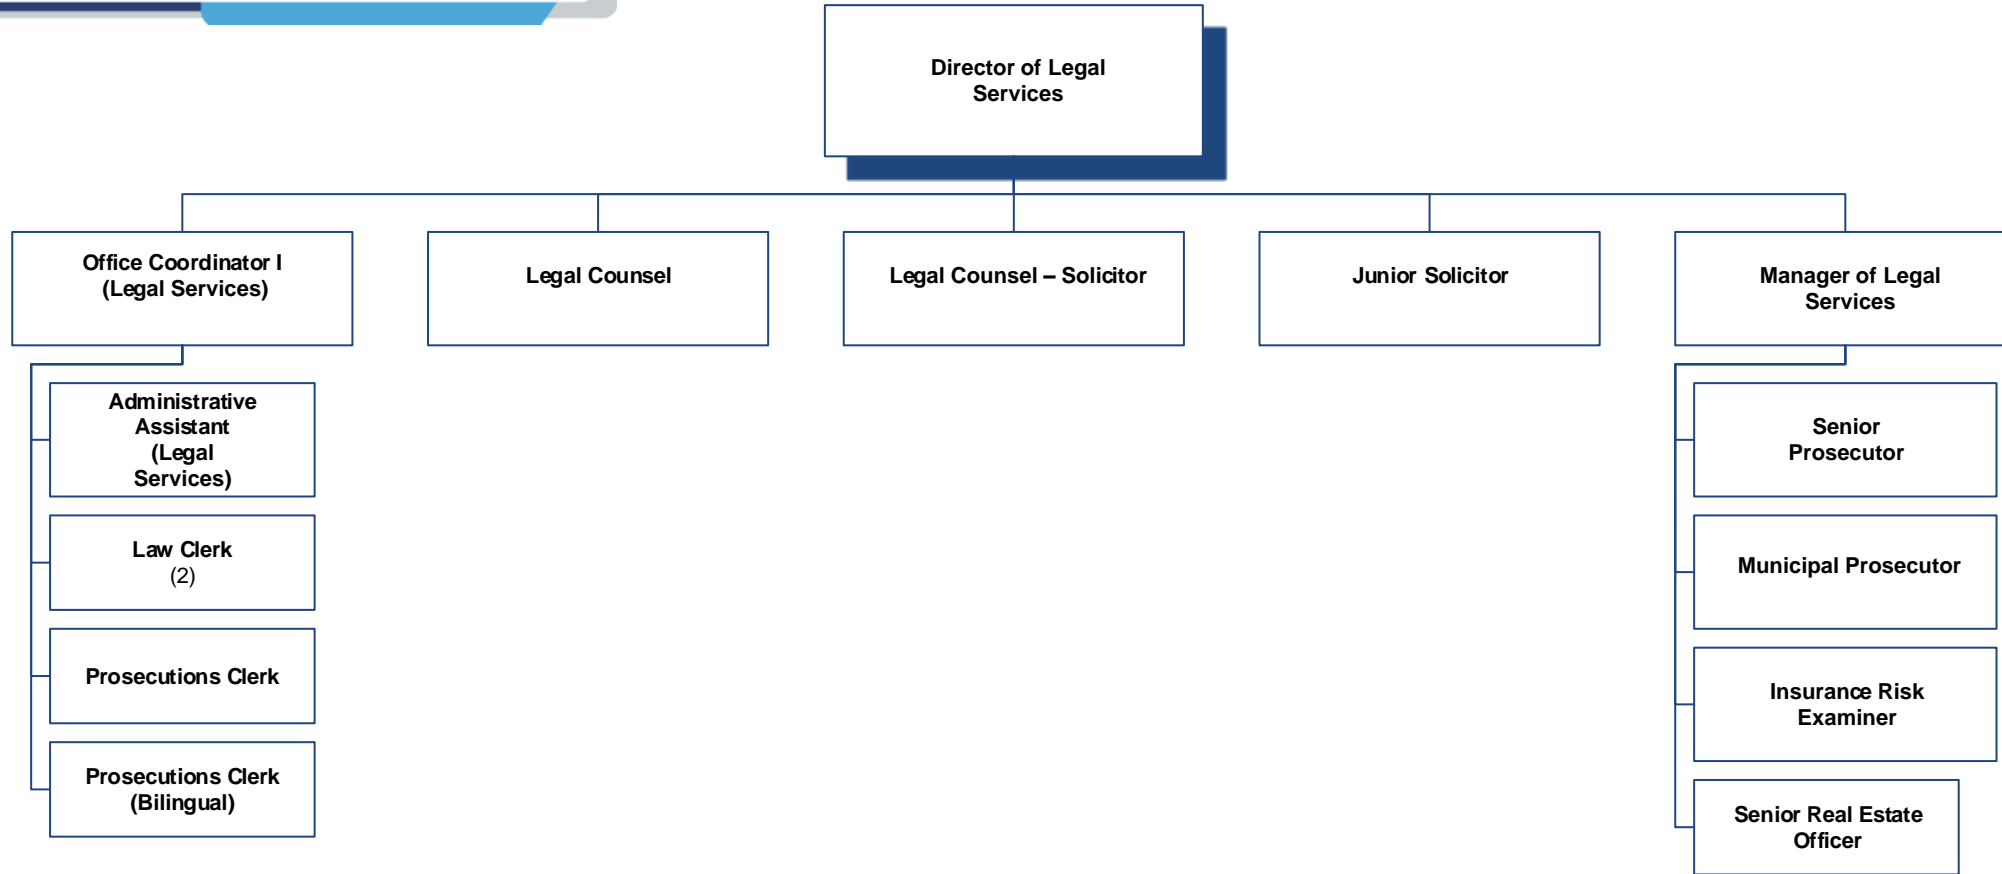 Director of Legal
Services
Office Coordinator I
(Legal Services)
Legal Counsel
Legal Counsel – Solicitor
Junior Solicitor
Manager of Legal
Services
Administrative
Assistant
(Legal
Services)
Law Clerk
(2)
Prosecutions Clerk
Prosecutions Clerk
(Bilingual)
Senior
Prosecutor
Municipal Prosecutor
Insurance Risk
Examiner
Senior Real Estate
Officer